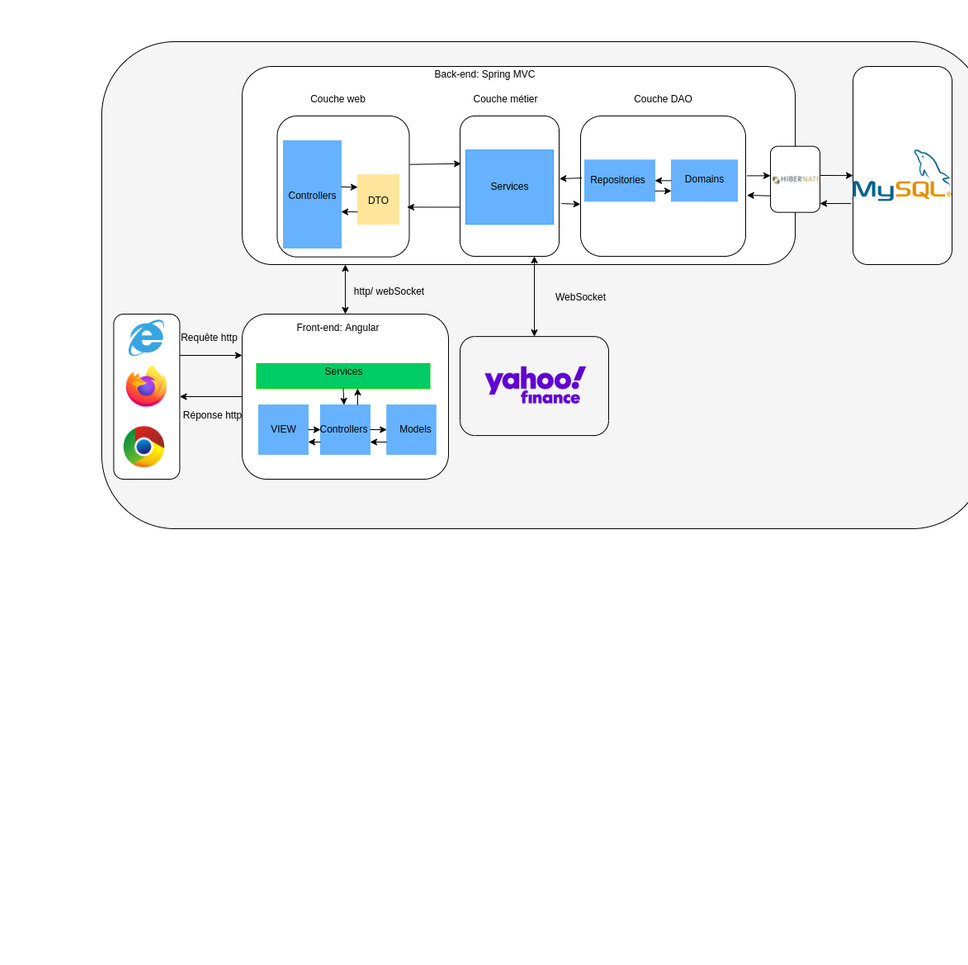 Back-end: Spring MVC
Couche web
Couche métier
Couche DAO
Controllers
DTO
Services
Repositories
Domains
HIBERNATE
MySQL
http/ webSocket
WebSocket
Requête http
Réponse http
Front-end: Angular
Services
VIEW
Controllers
Models
yahoo!
finance